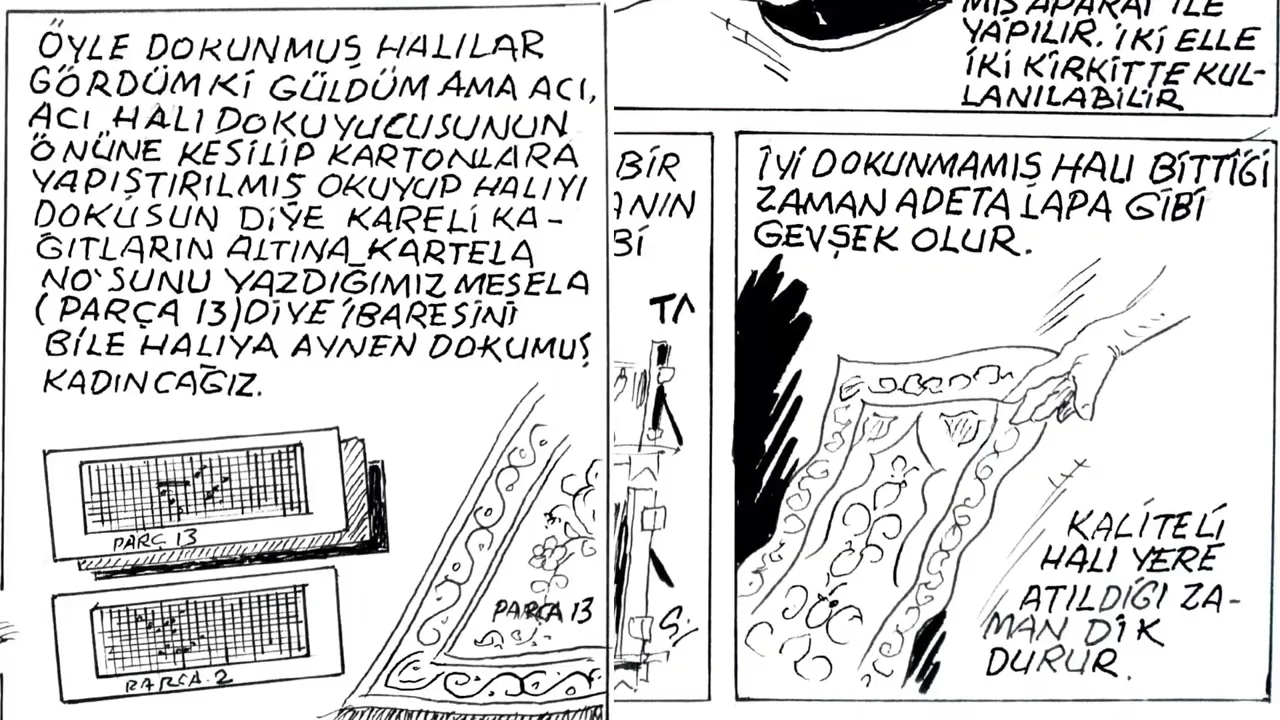 ÖYLE DOKUNMUŞ HALILAR
GÖRDÜM Kİ GÜLDÜM AMA ACI,
ACI HALI DOKUYUCUSUNUN
ÖNÜNE KESİLİP KARTONLARA
YAPIŞTIRILMIŞ OKUYUP HALIYI
DOKUSUN DİYE KARELİ KA-
ĞITLARIN ALTINA KARTELA
NO'SUNU YAZDIĞIMIZ MESELA
(PARÇA 13) DİYE İBARESİNİ
BİLE HALIYA AYNEN DOKUMUŞ
KADINCAĞIZ.
PARÇ 13
PARÇA 13
PARÇA.2
MIŞ APARAT İLE
YAPILIR. İKİ ELLE
İKİ KİRKİTTE KUL-
LANILABİLİR
BİR
ANIN
Bİ
TA
İYİ DOKUNMAMIŞ HALI BİTTİĞİ
ZAMAN ADETA LAPA GİBİ
GEVŞEK OLUR.
KALİTELİ
HALI YERE
ATILDIĞI ZA-
MAN DİK
DURUR.